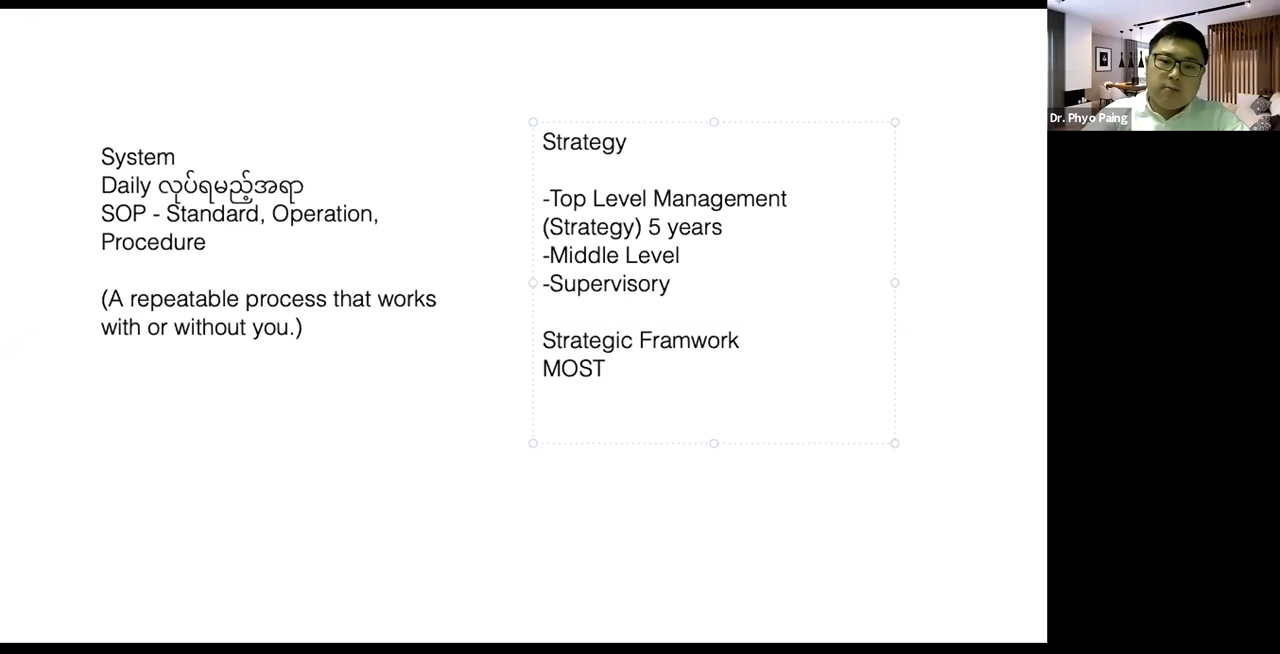 System
Daily လုပ်ရမည့်အရာ
SOP - Standard, Operation,
Procedure
(A repeatable process that works
with or without you.)
Strategy
-Top Level Management
(Strategy) 5 years
-Middle Level
-Supervisory
Strategic Framwork
MOST
Dr. Phyo Paing